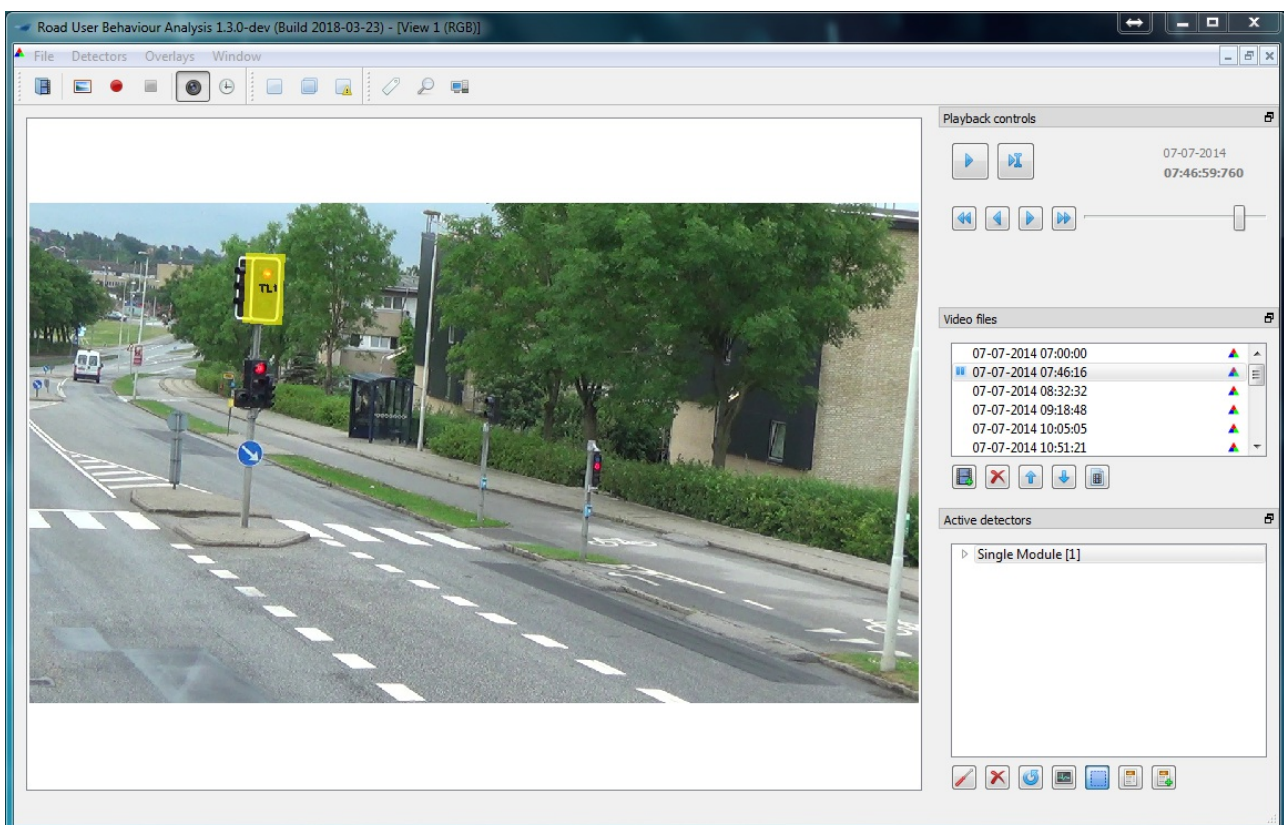 Road User Behaviour Analysis 1.3.0-dev (Build 2018-03-23) - [View 1 (RGB)]
File Detectors Overlays Window
Playback controls
07-07-2014
07:46:59:760
TL1
Video files
07-07-2014 07:00:00
07-07-2014 07:46:16
07-07-2014 08:32:32
07-07-2014 09:18:48
07-07-2014 10:05:05
07-07-2014 10:51:21
Active detectors
Single Module [1]